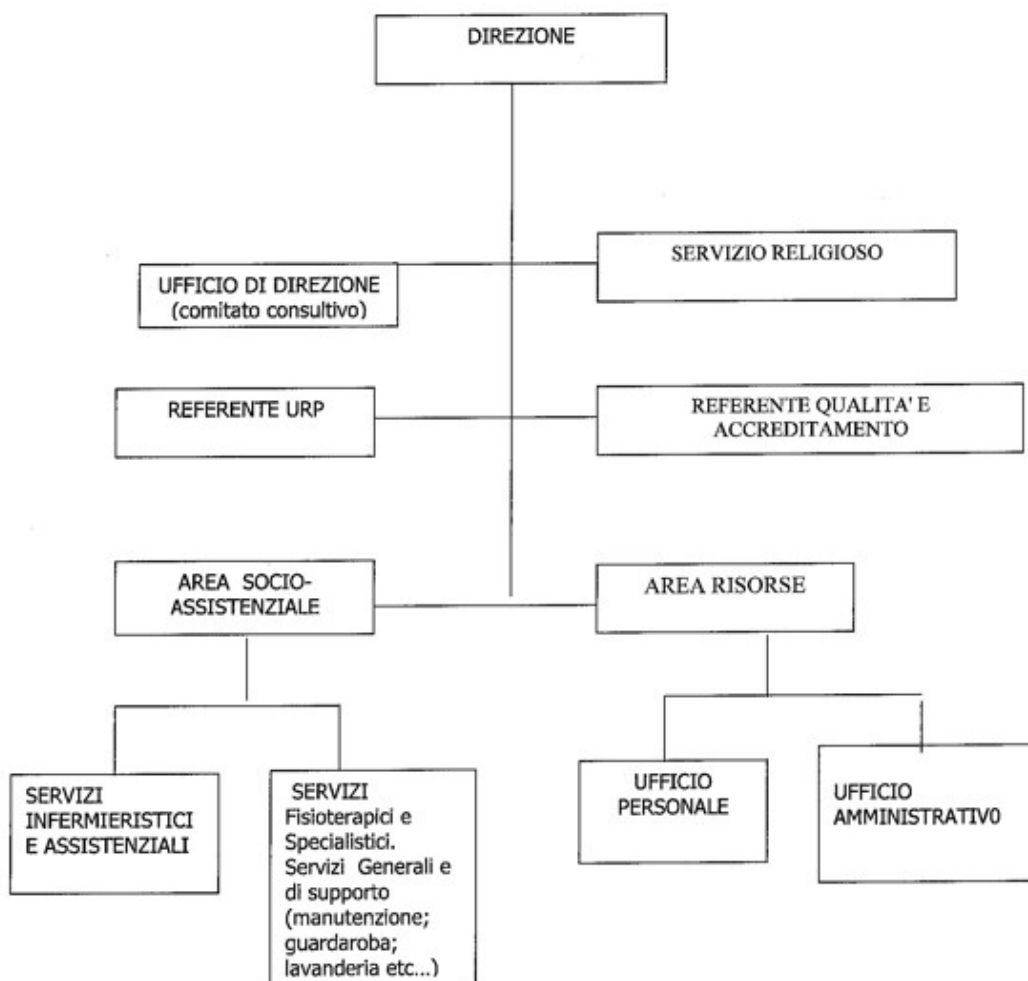 DIREZIONE
SERVIZIO RELIGIOSO
UFFICIO DI DIREZIONE
(comitato consultivo)
REFERENTE URP
REFERENTE QUALITA' E
ACCREDITAMENTO
AREA SOCIO-
ASSISTENZIALE
AREA RISORSE
SERVIZI
INFERMIERISTICI
E ASSISTENZIALI
SERVIZI
Fisioterapici e
Specialistici.
Servizi Generali e
di supporto
(manutenzione;
guardaroba;
lavanderia etc...)
UFFICIO
PERSONALE
UFFICIO
AMMINISTRATIVO